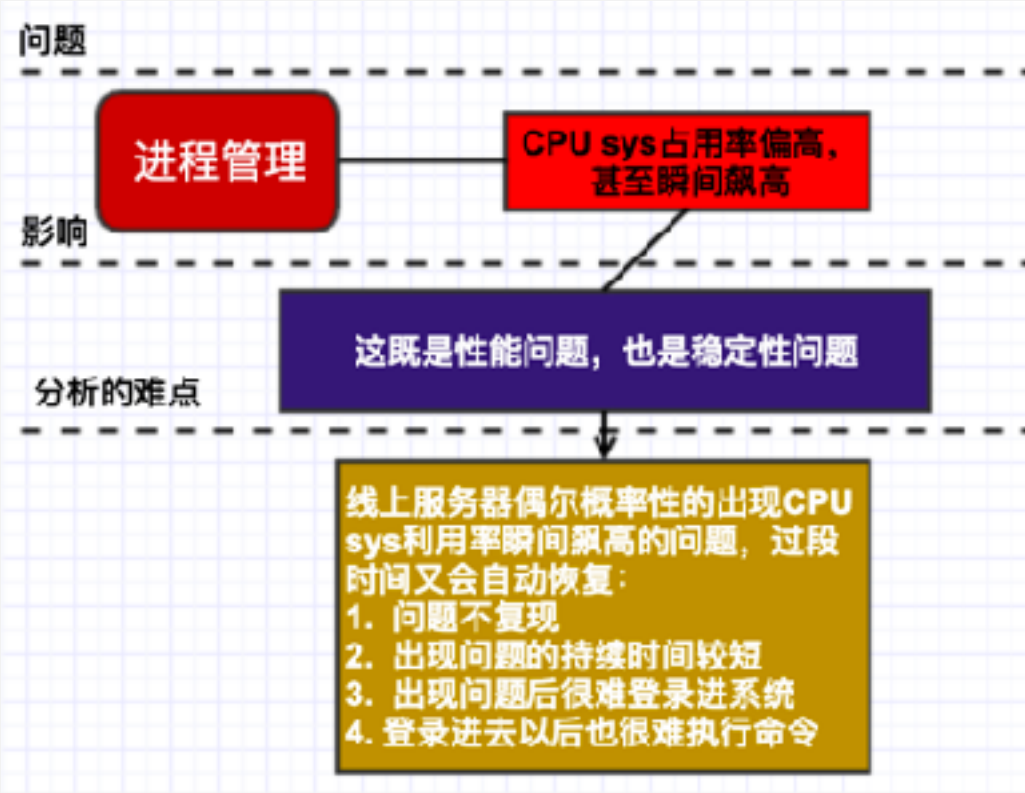 问题
进程管理
CPU sys占用率偏高，
甚至瞬间飙高
影响
这既是性能问题，也是稳定性问题
分析的难点
线上服务器偶尔概率性的出现CPU
sys利用率瞬间飙高的问题，过段
时间又会自动恢复：
1. 问题不复现
2. 出现问题的持续时间较短
3. 出现问题后很难登录进系统
4. 登录进去以后也很难执行命令